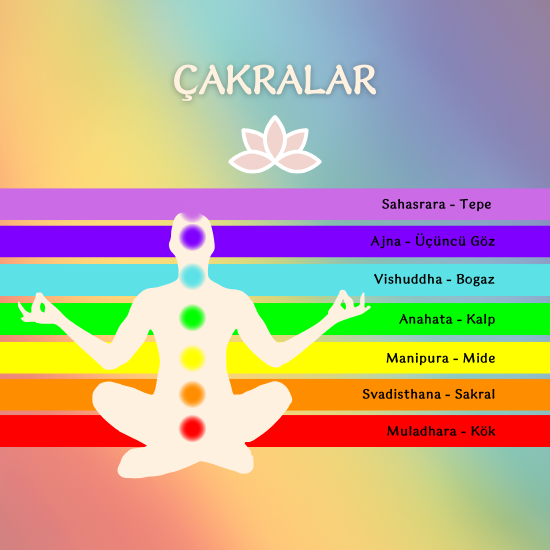 ÇAKRALAR
Sahasrara - Tepe
Ajna - Üçüncü Göz
Vishuddha - Bogaz
Anahata - Kalp
Manipura - Mide
Svadisthana - Sakral
Muladhara - Kök